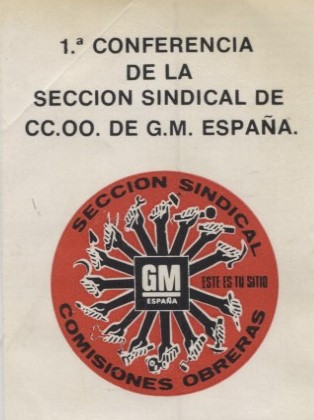 1.ª CONFERENCIA
DE LA
SECCION SINDICAL DE
CC.OO. DE G.M. ESPAÑA.
SECCION SINDICAL
GM
ESPAÑA
ESTE ES TU SITIO
COMISIONES OBRERAS